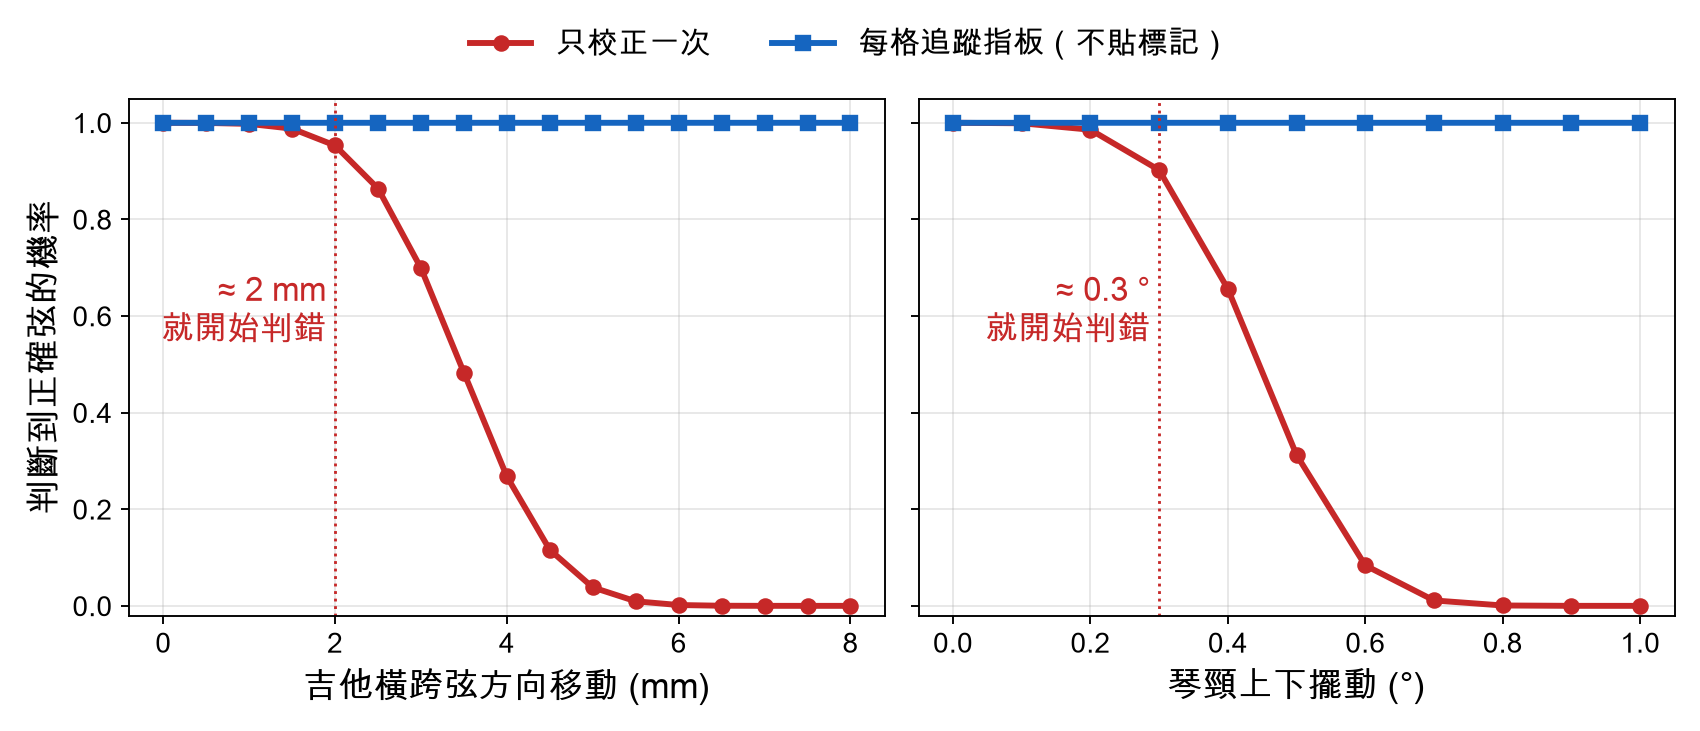 只校正一次
每格追蹤指板 ( 不貼標記 )
判斷到正確弦的機率
1.0
0.8
0.6
0.4
0.2
0.0
≈ 2 mm
就開始判錯
0 2 4 6 8
吉他橫跨弦方向移動 (mm)
≈ 0.3 °
就開始判錯
0.0 0.2 0.4 0.6 0.8 1.0
琴頸上下擺動 (°)